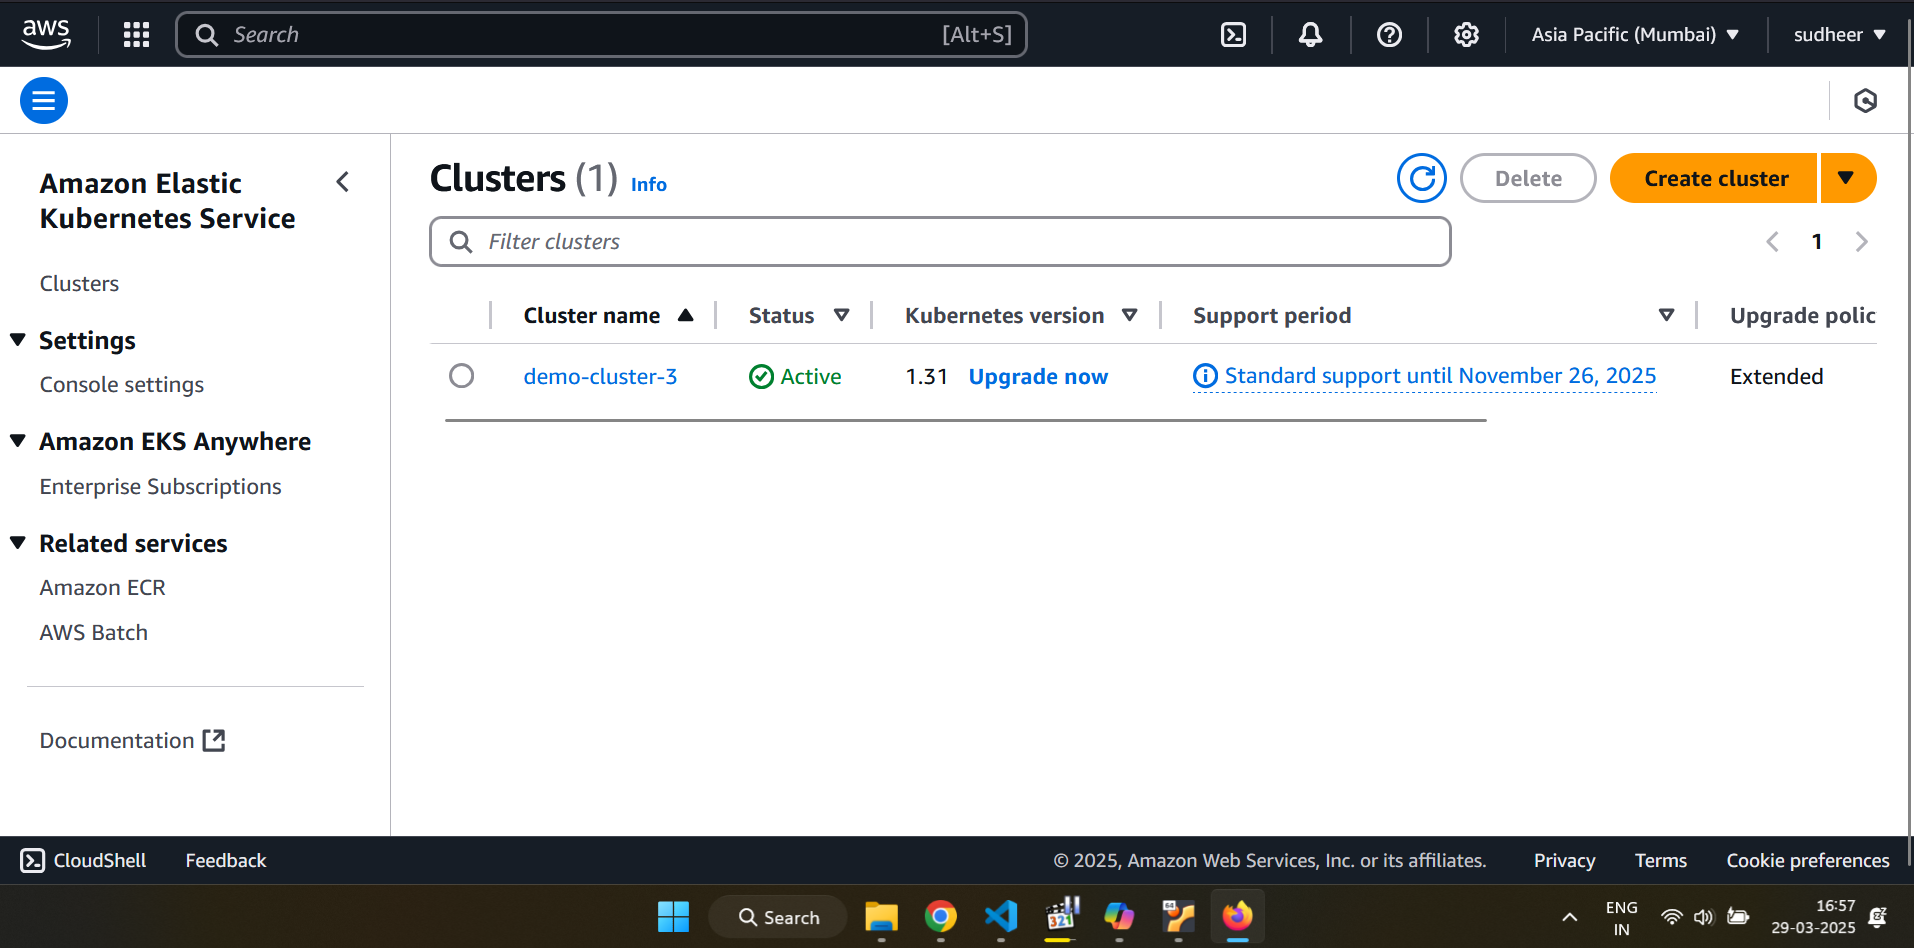 aws Search [Alt+S] Asia Pacific (Mumbai) sudheer
Amazon Elastic
Kubernetes Service
Clusters
Settings
Console settings
Amazon EKS Anywhere
Enterprise Subscriptions
Related services
Amazon ECR
AWS Batch
Documentation
Clusters (1) Info Delete Create cluster
Filter clusters 1
Cluster name Status Kubernetes version Support period Upgrade polic
demo-cluster-3 Active 1.31 Upgrade now Standard support until November 26, 2025 Extended
CloudShell Feedback © 2025, Amazon Web Services, Inc. or its affiliates. Privacy Terms Cookie preferences
Search 321 64 ENG 16:57
IN 29-03-2025